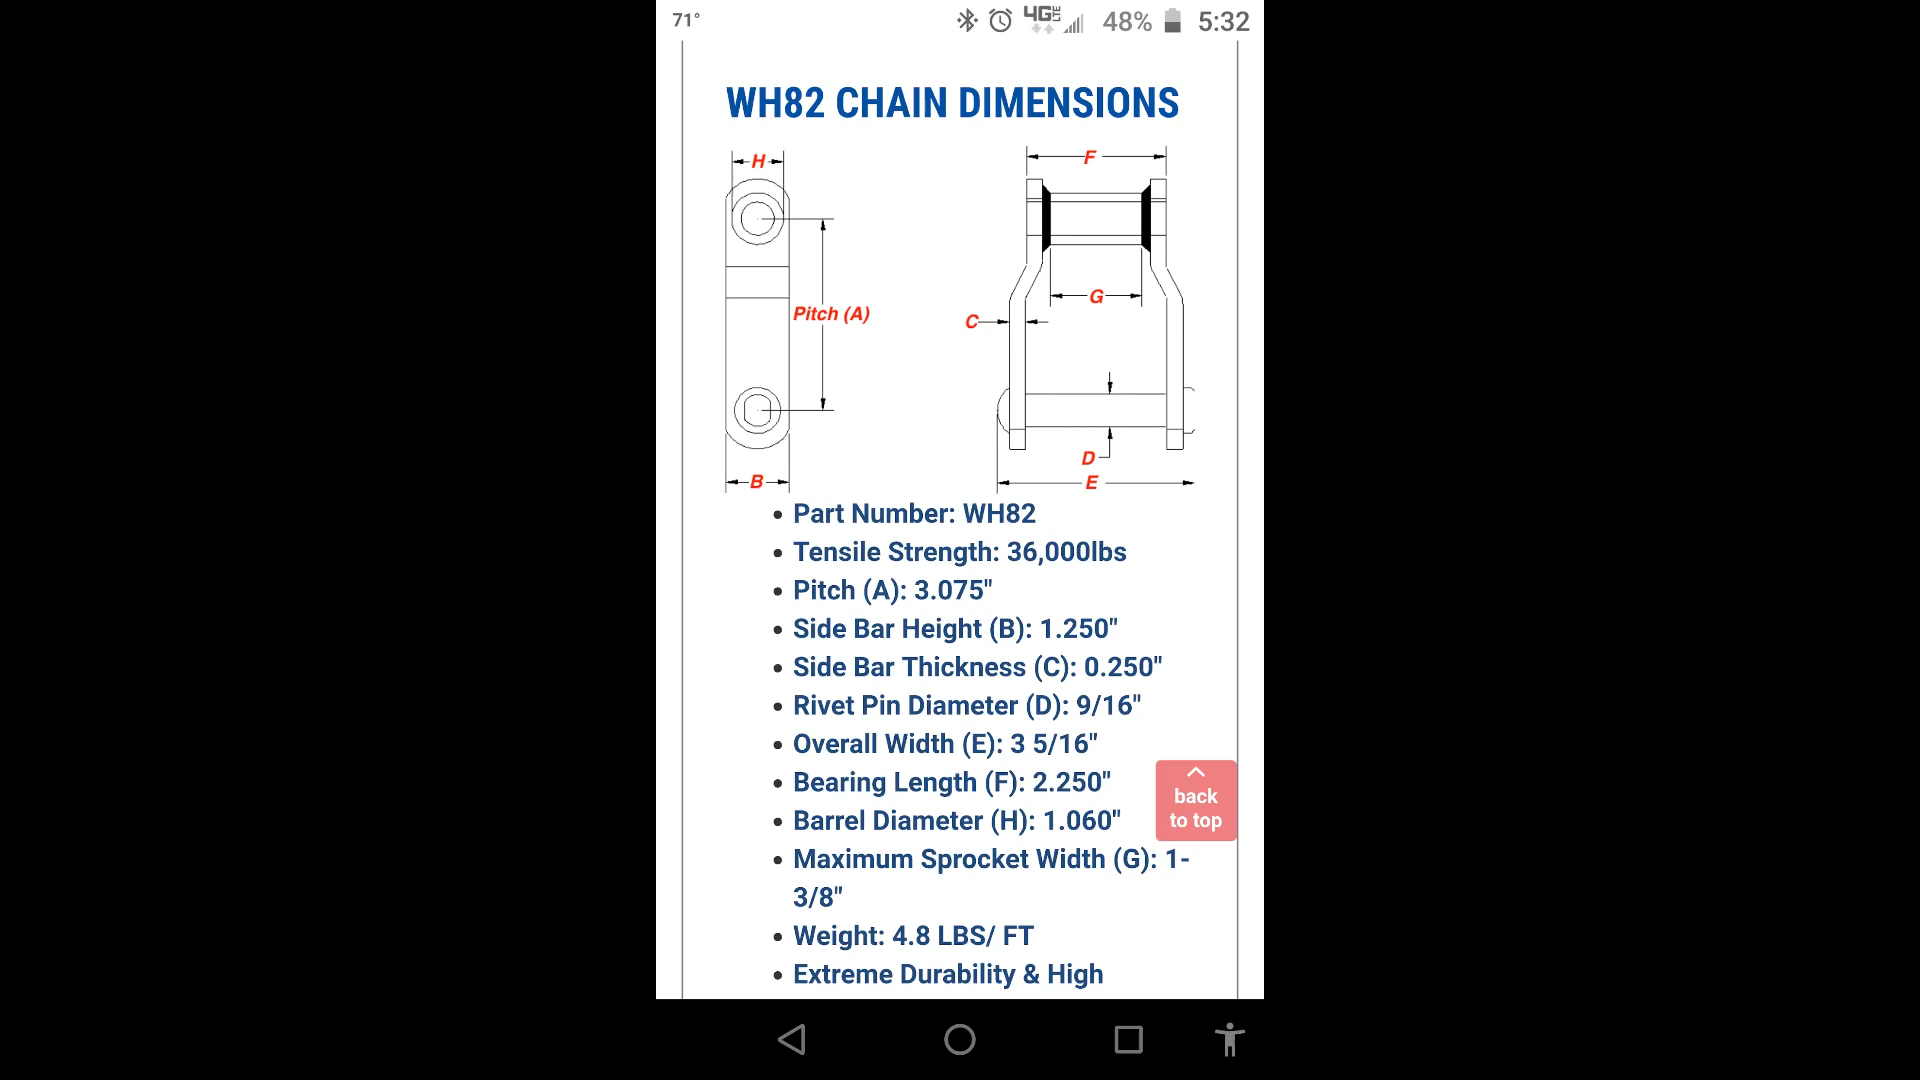 71°
4G LTE 48% 5:32
WH82 CHAIN DIMENSIONS
H
F
Pitch (A)
G
C
D
B
E
• Part Number: WH82
• Tensile Strength: 36,000lbs
• Pitch (A): 3.075"
• Side Bar Height (B): 1.250"
• Side Bar Thickness (C): 0.250"
• Rivet Pin Diameter (D): 9/16"
• Overall Width (E): 3 5/16"
• Bearing Length (F): 2.250"
• Barrel Diameter (H): 1.060"
• Maximum Sprocket Width (G): 1-
3/8"
• Weight: 4.8 LBS/ FT
• Extreme Durability & High
back
to top